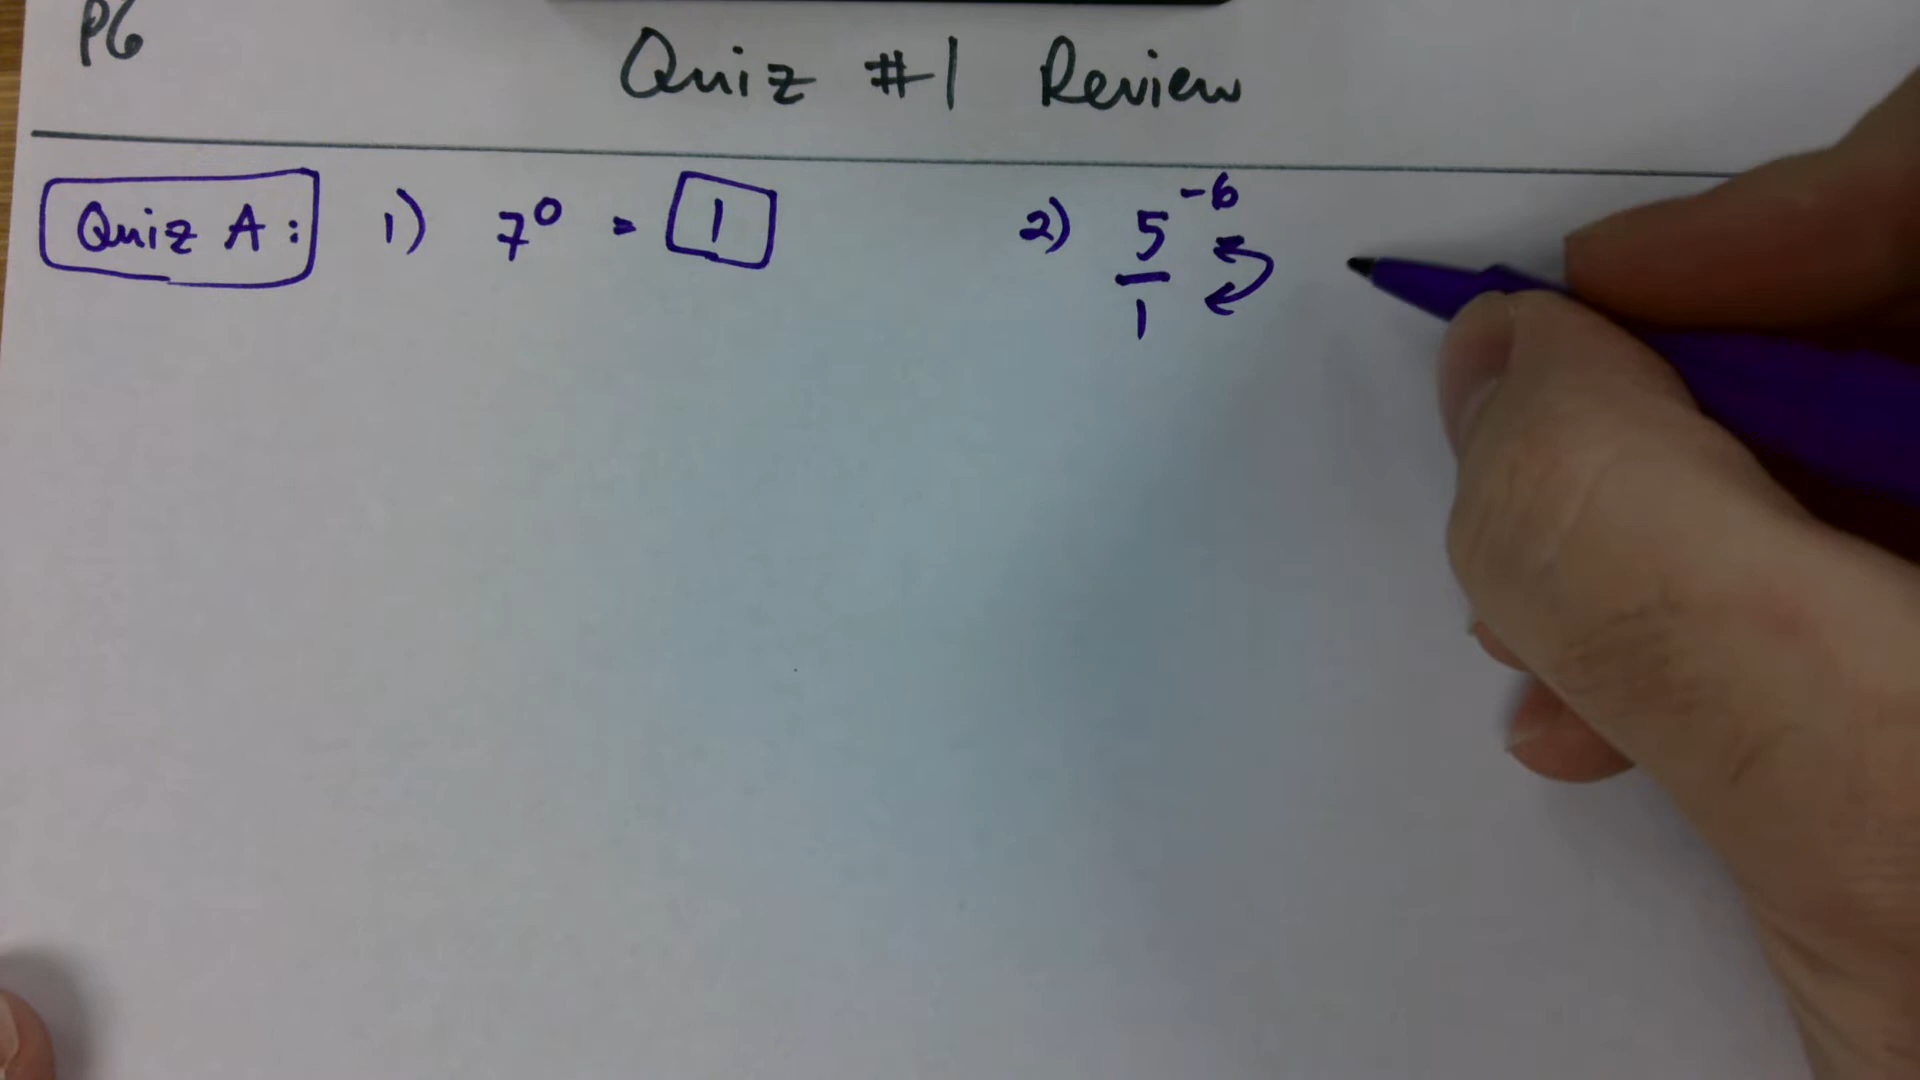 P6
Quiz #1 Review
Quiz A: 1) 7⁰ = 1 2) 5⁻⁶
1